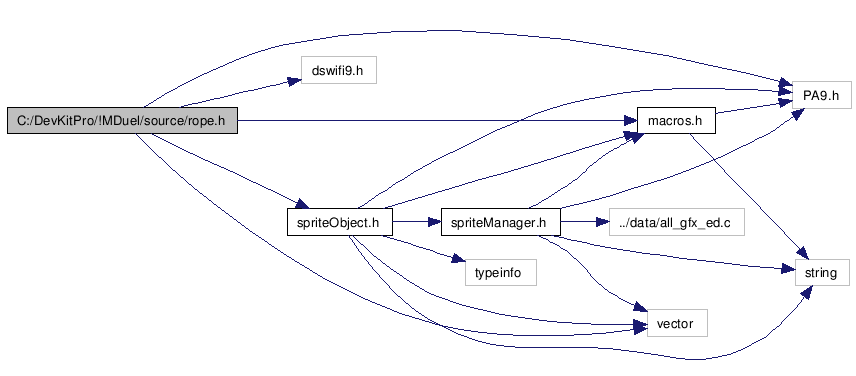 dswifi9.h
PA9.h
C:/DevKitPro/!MDuel/source/rope.h
macros.h
spriteObject.h
spriteManager.h
../data/all_gfx_ed.c
typeinfo
string
vector